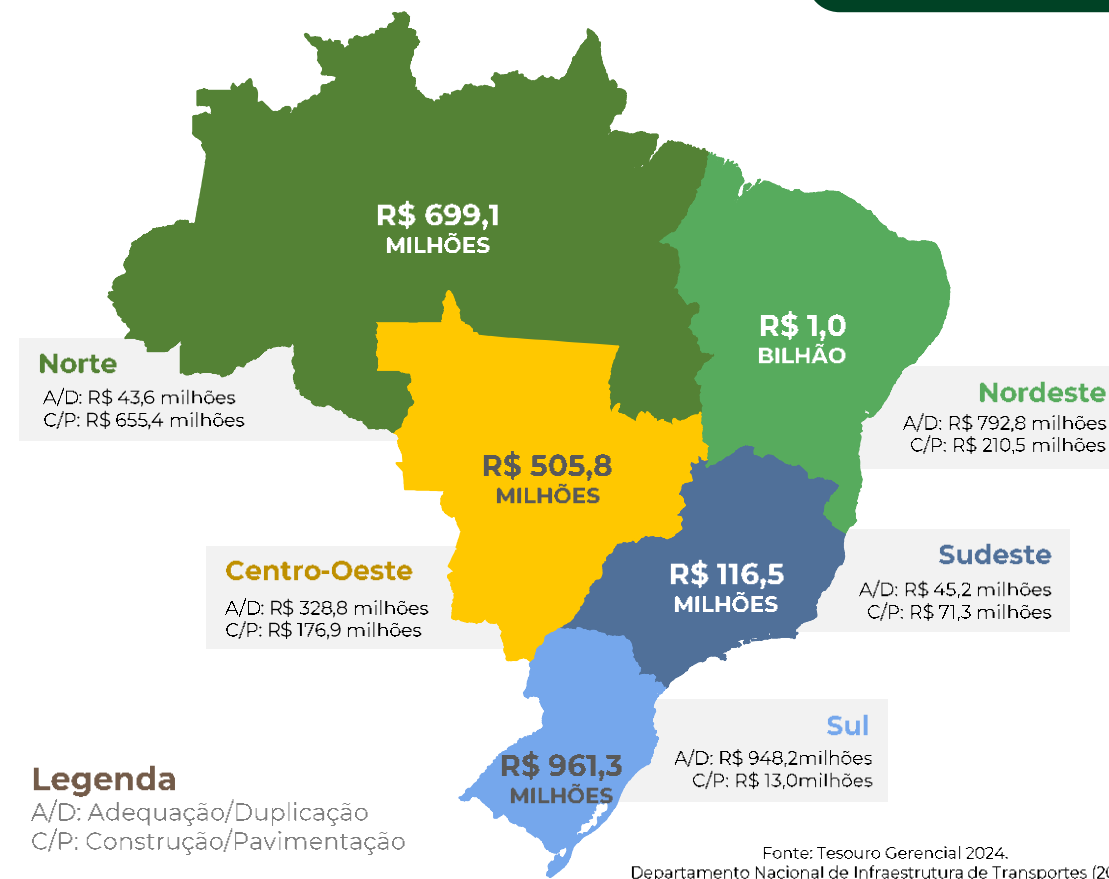 R$ 699,1
MILHÕES
R$ 1,0
BILHÃO
Norte
A/D: R$ 43,6 milhões
C/P: R$ 655,4 milhões
Nordeste
A/D: R$ 792,8 milhões
C/P: R$ 210,5 milhões
R$ 505,8
MILHÕES
Centro-Oeste
A/D: R$ 328,8 milhões
C/P: R$ 176,9 milhões
R$ 116,5
MILHÕES
Sudeste
A/D: R$ 45,2 milhões
C/P: R$ 71,3 milhões
Sul
A/D: R$ 948,2milhões
C/P: R$ 13,0milhões
R$ 961,3
MILHÕES
Legenda
A/D: Adequação/Duplicação
C/P: Construção/Pavimentação
Fonte: Tesouro Gerencial 2024.
Departamento Nacional de Infraestrutura de Transportes